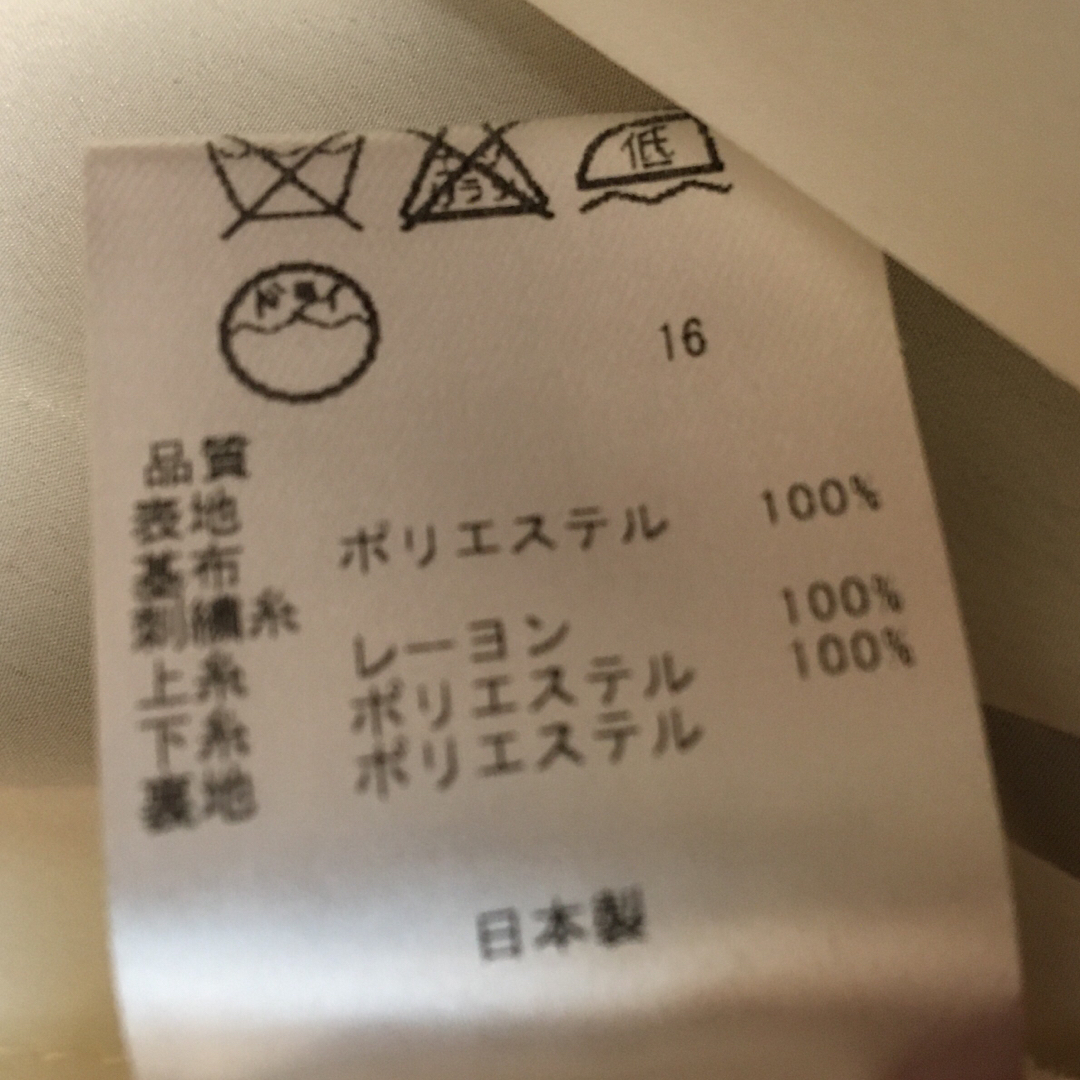 低
ドライ
16
品質
表地
基布 ポリエステル 100%
刺繍糸
上糸 レーヨン 100%
下糸 ポリエステル 100%
裏地 ポリエステル
日本製